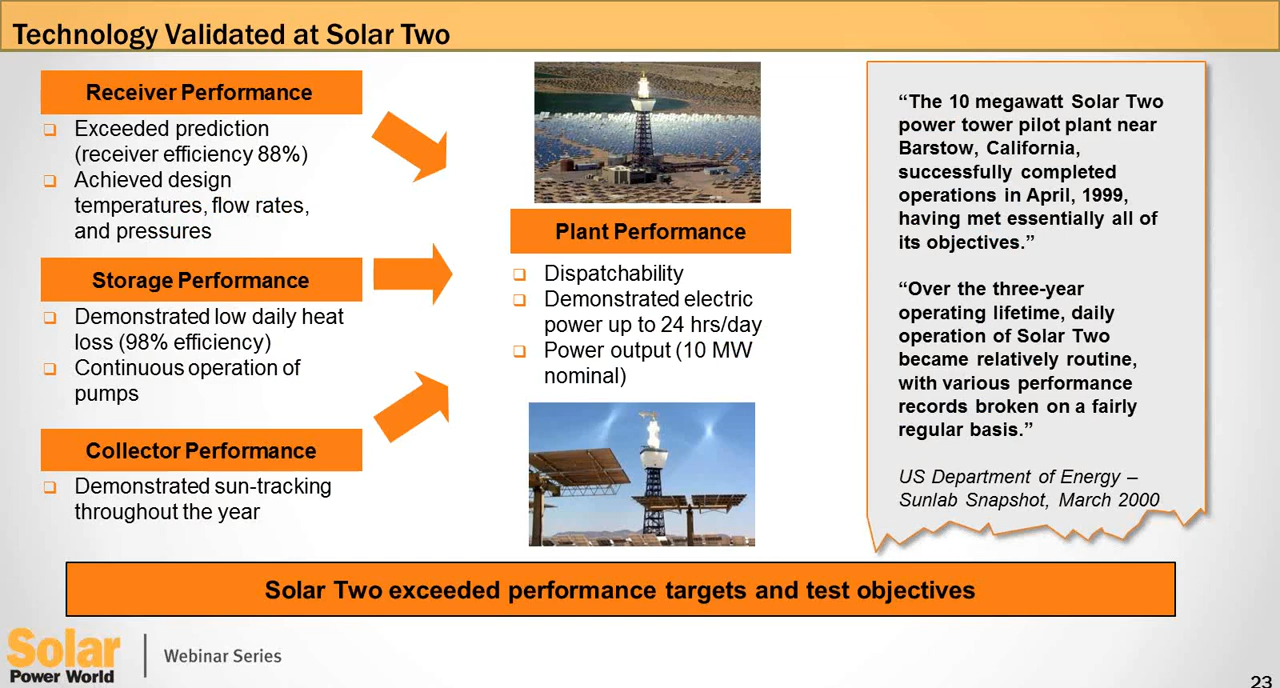 Technology Validated at Solar Two
Receiver Performance
❑ Exceeded prediction
(receiver efficiency 88%)
❑ Achieved design
temperatures, flow rates,
and pressures
Storage Performance
❑ Demonstrated low daily heat
loss (98% efficiency)
❑ Continuous operation of
pumps
Collector Performance
❑ Demonstrated sun-tracking
throughout the year
Plant Performance
❑ Dispatchability
❑ Demonstrated electric
power up to 24 hrs/day
❑ Power output (10 MW
nominal)
“The 10 megawatt Solar Two
power tower pilot plant near
Barstow, California,
successfully completed
operations in April, 1999,
having met essentially all of
its objectives.”
“Over the three-year
operating lifetime, daily
operation of Solar Two
became relatively routine,
with various performance
records broken on a fairly
regular basis.”
US Department of Energy –
Sunlab Snapshot, March 2000
Solar Two exceeded performance targets and test objectives
Solar
Power World
Webinar Series
23